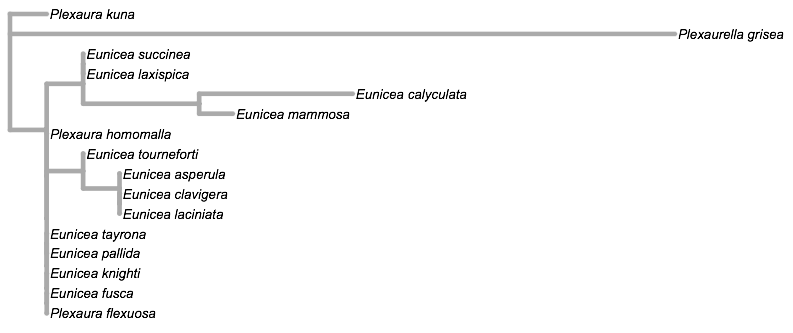 Plexaura kuna
Plexaurella grisea
Eunicea succinea
Eunicea laxispica
Eunicea calyculata
Eunicea mammosa
Plexaura homomalla
Eunicea tourneforti
Eunicea asperula
Eunicea clavigera
Eunicea laciniata
Eunicea tayrona
Eunicea pallida
Eunicea knighti
Eunicea fusca
Plexaura flexuosa